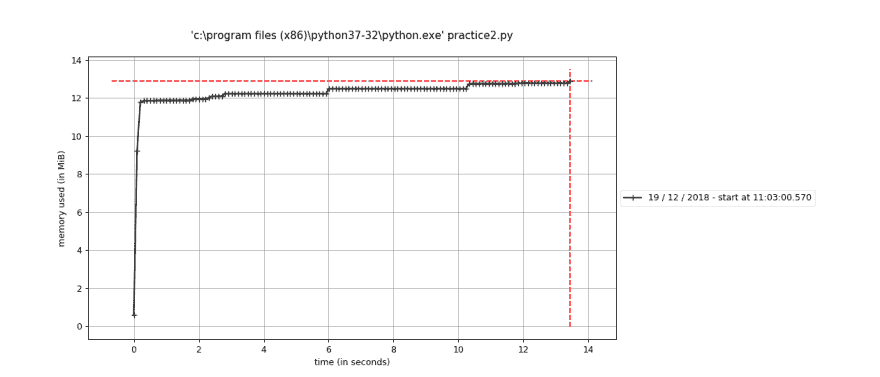 'c:\program files (x86)\python37-32\python.exe' practice2.py
14
12
10
8
6
4
2
0
memory used (in MiB)
0 2 4 6 8 10 12 14
time (in seconds)
19 / 12 / 2018 - start at 11:03:00.570